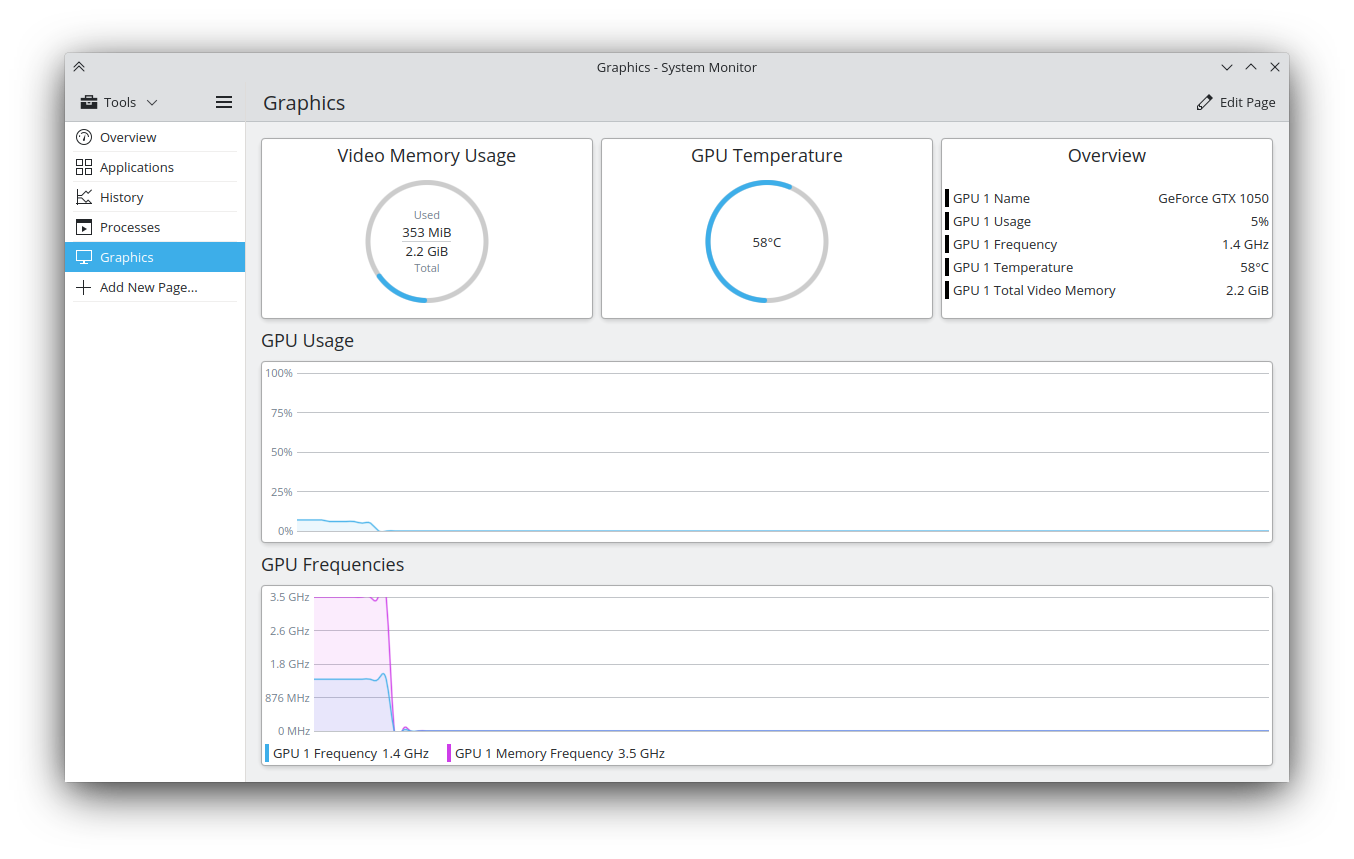 Graphics - System Monitor
Tools
Graphics
Edit Page
Overview
Applications
History
Processes
Graphics
Add New Page...
Video Memory Usage
Used
353 MiB
2.2 GiB
Total
GPU Temperature
58°C
Overview
GPU 1 Name GeForce GTX 1050
GPU 1 Usage 5%
GPU 1 Frequency 1.4 GHz
GPU 1 Temperature 58°C
GPU 1 Total Video Memory 2.2 GiB
GPU Usage
100%
75%
50%
25%
0%
GPU Frequencies
3.5 GHz
2.6 GHz
1.8 GHz
876 MHz
0 MHz
GPU 1 Frequency 1.4 GHz GPU 1 Memory Frequency 3.5 GHz